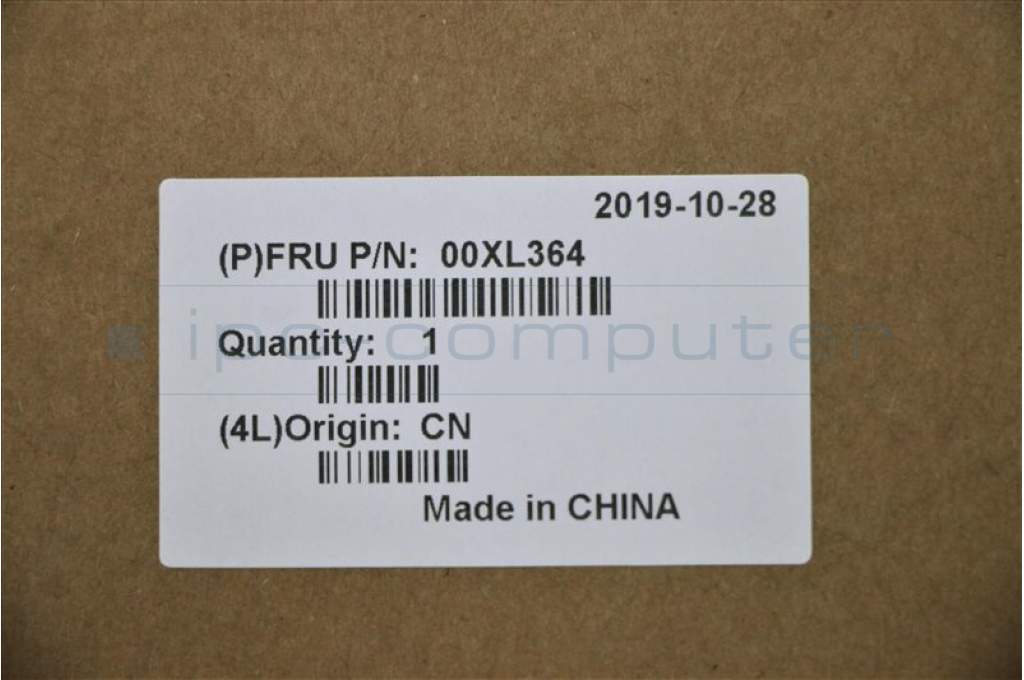 2019-10-28
(P)FRU P/N: 00XL364
ipc computer
Quantity: 1
(4L)Origin: CN
Made in CHINA